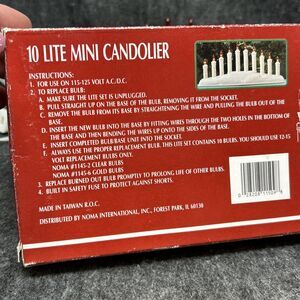 10 LITE MINI CANDOLIER
INSTRUCTIONS:
1. FOR USE ON 115-125 VOLT A.C./D.C.
2. TO REPLACE BULB:
A. MAKE SURE THE LITE SET IS UNPLUGGED.
B. PULL STRAIGHT UP ON THE BASE OF THE BULB, REMOVING IT FROM THE SOCKET.
C. REMOVE THE BULB FROM ITS BASE BY STRAIGHTENING THE WIRE AND PULLING THE BULB OUT OF THE
BASE.
D. INSERT THE NEW BULB INTO THE BASE BY FITTING WIRES THROUGH THE TWO HOLES IN THE BOTTOM OF
THE BASE AND THEN BENDING THE WIRES UP ONTO THE SIDES OF THE BASE.
E. INSERT COMPLETED BULB/BASE UNIT INTO THE SOCKET.
F. ALWAYS USE THE PROPER REPLACEMENT BULB. THIS LITE SET CONTAINS 10 BULBS. YOU SHOULD USE 12-15
VOLT REPLACEMENT BULBS ONLY.
NOMA #1145-2 CLEAR BULBS
NOMA #1145-6 GOLD BULBS
3. REPLACE BURNED OUT BULB PROMPTLY TO PROLONG LIFE OF OTHER BULBS.
4. BUILT IN SAFETY FUSE TO PROTECT AGAINST SHORTS.
MADE IN TAIWAN R.O.C.
DISTRIBUTED BY NOMA INTERNATIONAL, INC., FOREST PARK, IL 60130